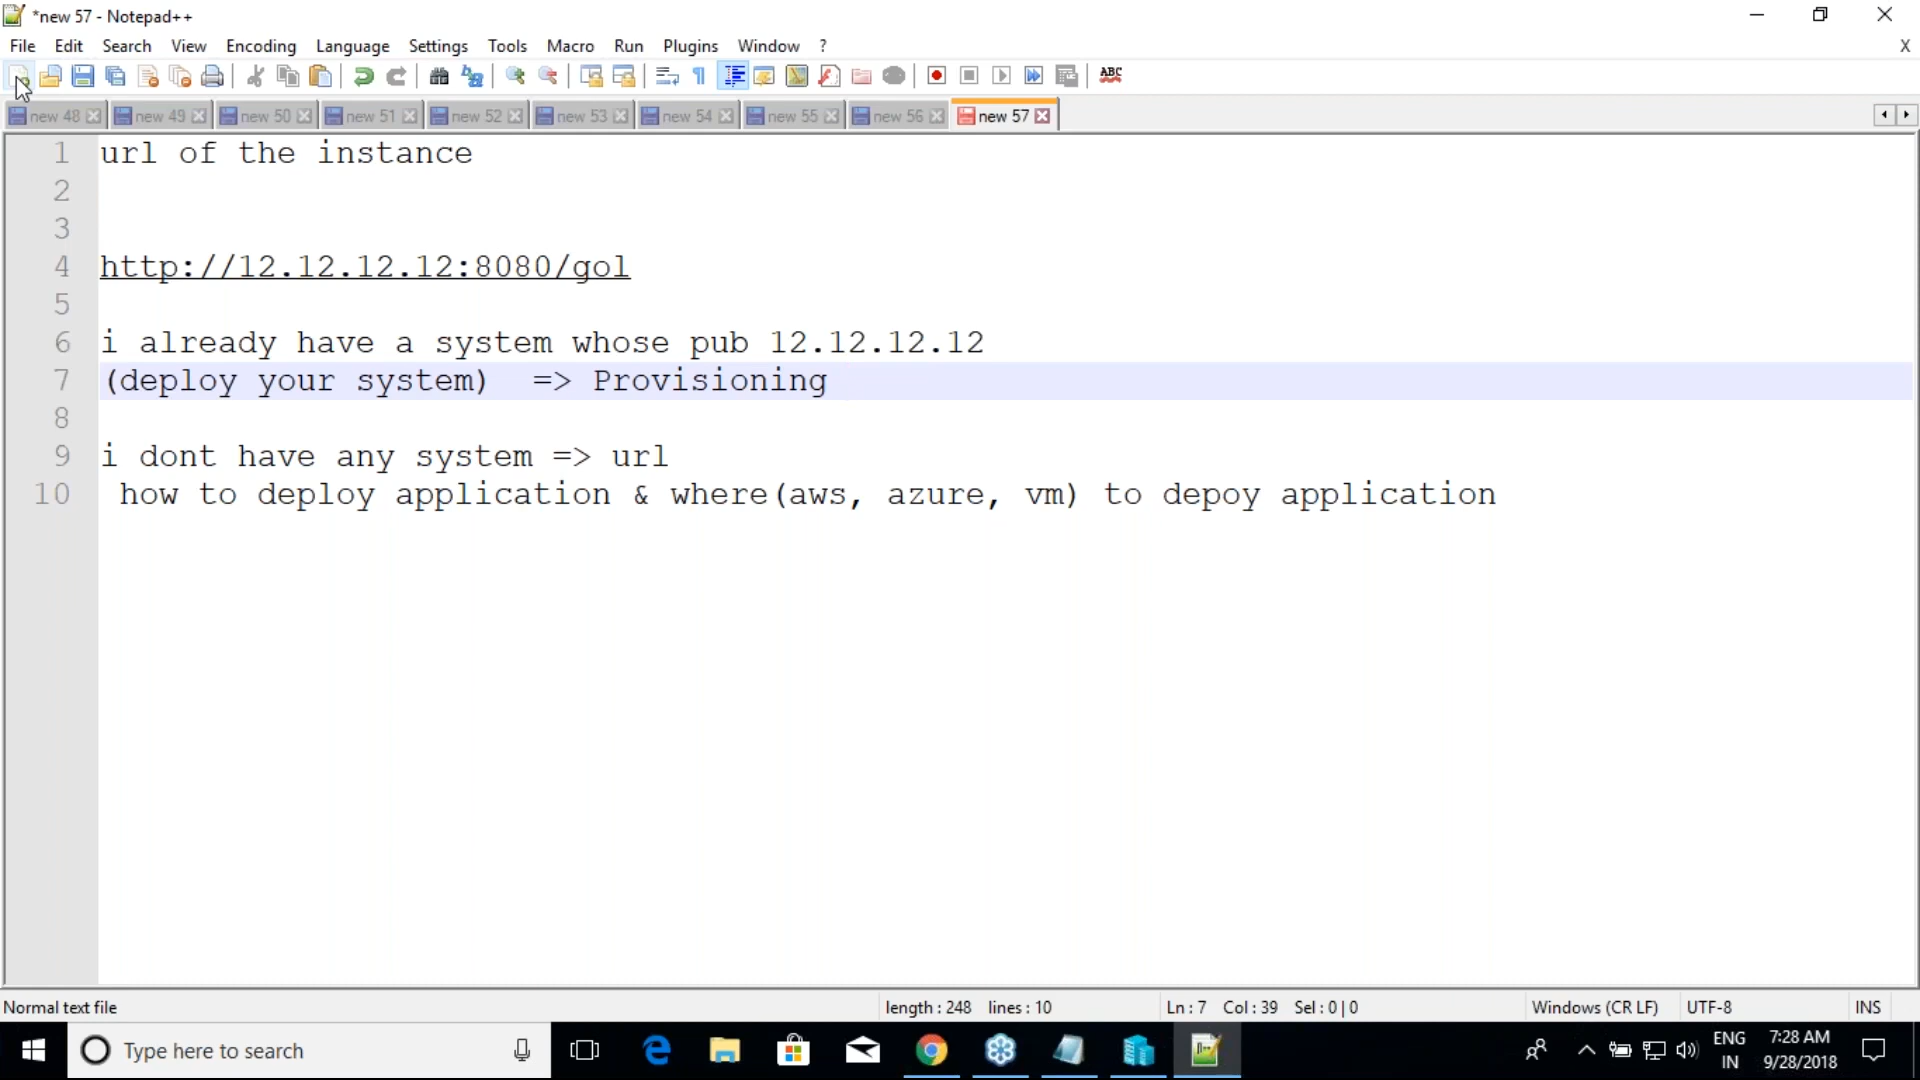 *new 57 - Notepad++
File Edit Search View Encoding Language Settings Tools Macro Run Plugins Window ? X
ABC
new 48 new 49 new 50 new 51 new 52 new 53 new 54 new 55 new 56 new 57
1 url of the instance
2
3
4 http://12.12.12.12:8080/gol
5
6 i already have a system whose pub 12.12.12.12
7 (deploy your system)  => Provisioning
8
9 i dont have any system => url
10  how to deploy application & where(aws, azure, vm) to depoy application
Normal text file length : 248 lines : 10 Ln : 7 Col : 39 Sel : 0 | 0 Windows (CR LF) UTF-8 INS
Type here to search ENG 7:28 AM
IN 9/28/2018